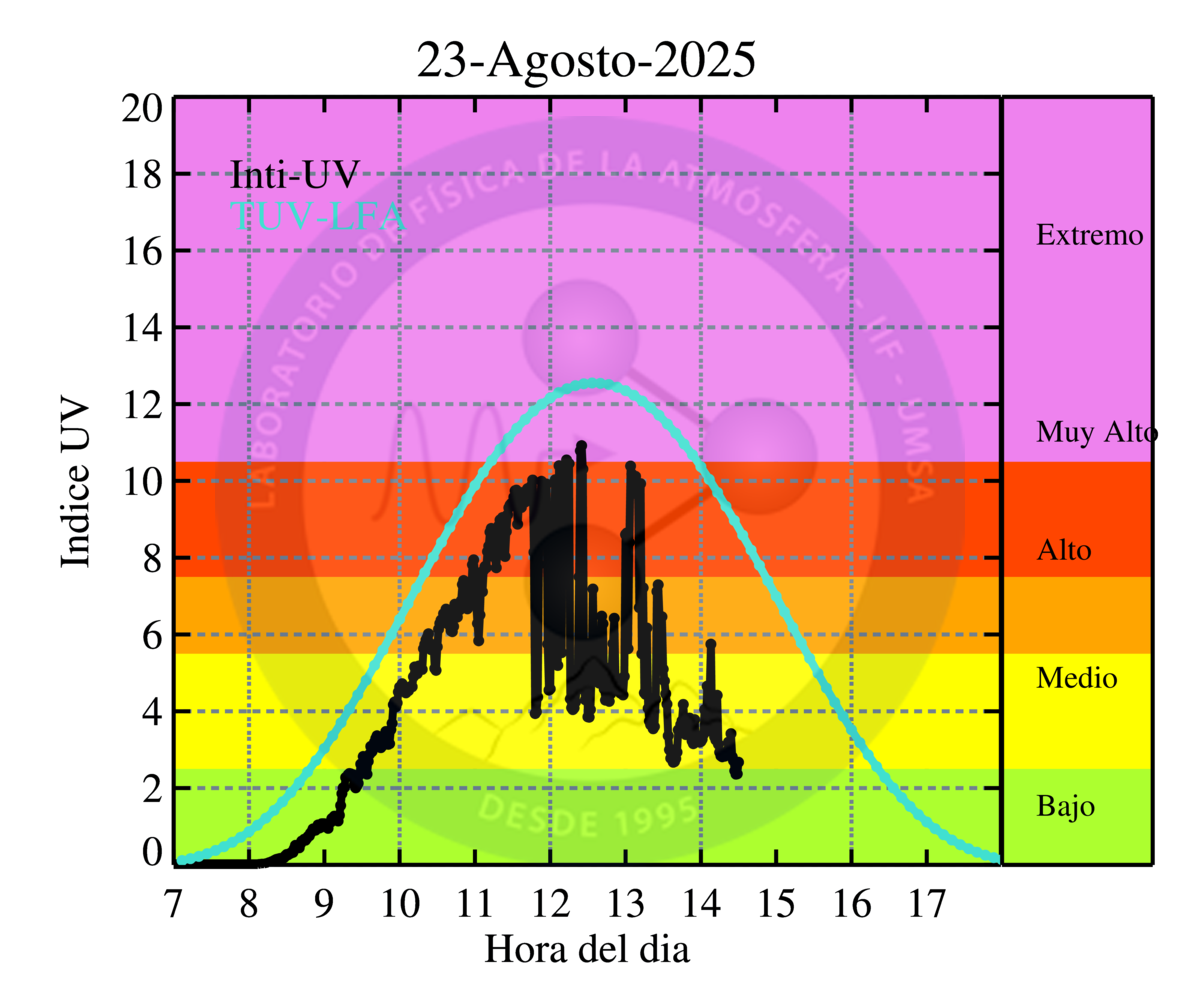 23-Agosto-2025
20
18
16
14
12
10
8
6
4
2
0
Indice UV
Inti-UV
TUV-LFA
LABORATORIO DE FÍSICA DE LA ATMÓSFERA - IIF - UMSA
DESDE 1995
Extremo
Muy Alto
Alto
Medio
Bajo
7 8 9 10 11 12 13 14 15 16 17
Hora del dia